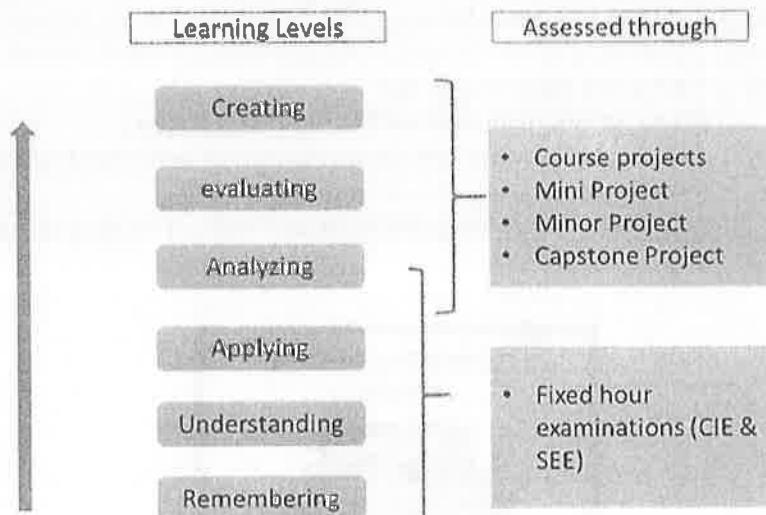 Learning Levels
Assessed through
Creating
evaluating
Analyzing
Applying
Understanding
Remembering
• Course projects
• Mini Project
• Minor Project
• Capstone Project
• Fixed hour
examinations (CIE &
SEE)